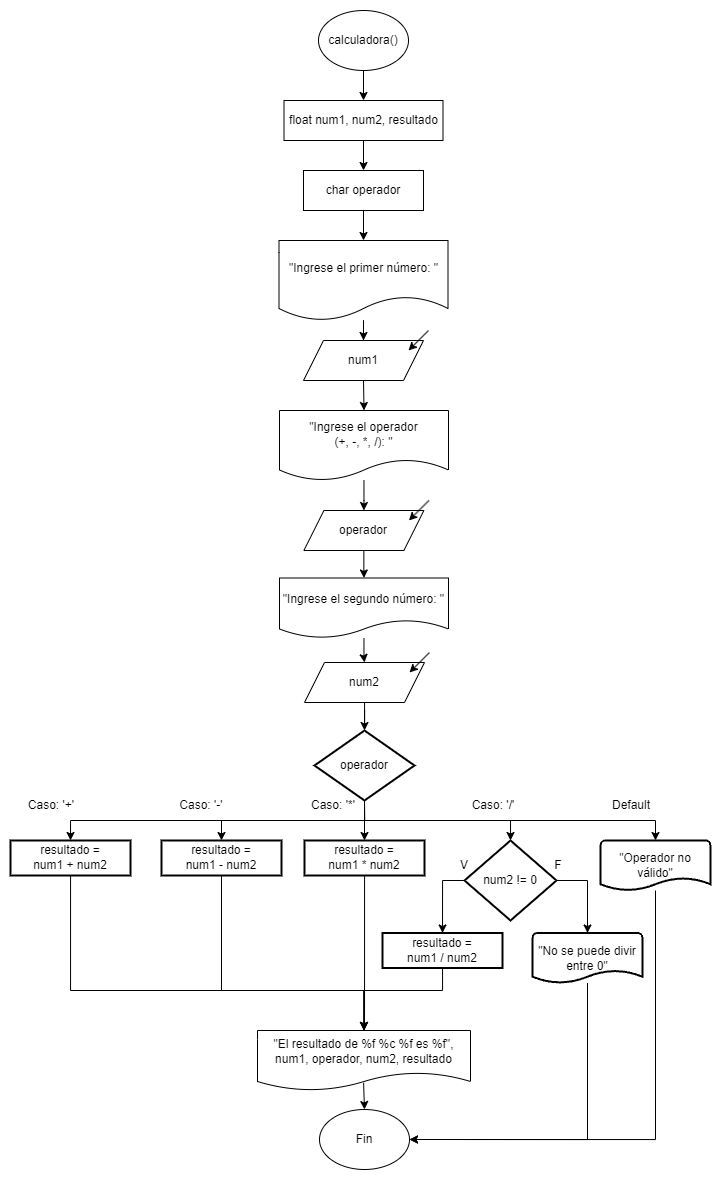 calculadora()
float num1, num2, resultado
char operador
"Ingrese el primer número: "
num1
"Ingrese el operador
(+, -, *, /): "
operador
"Ingrese el segundo número: "
num2
operador
Caso: '+'
Caso: '-'
Caso: '*'
Caso: '/'
Default
resultado =
num1 + num2
resultado =
num1 - num2
resultado =
num1 * num2
V
num2 != 0
F
"Operador no
válido"
resultado =
num1 / num2
"No se puede divir
entre 0"
"El resultado de %f %c %f es %f",
num1, operador, num2, resultado
Fin